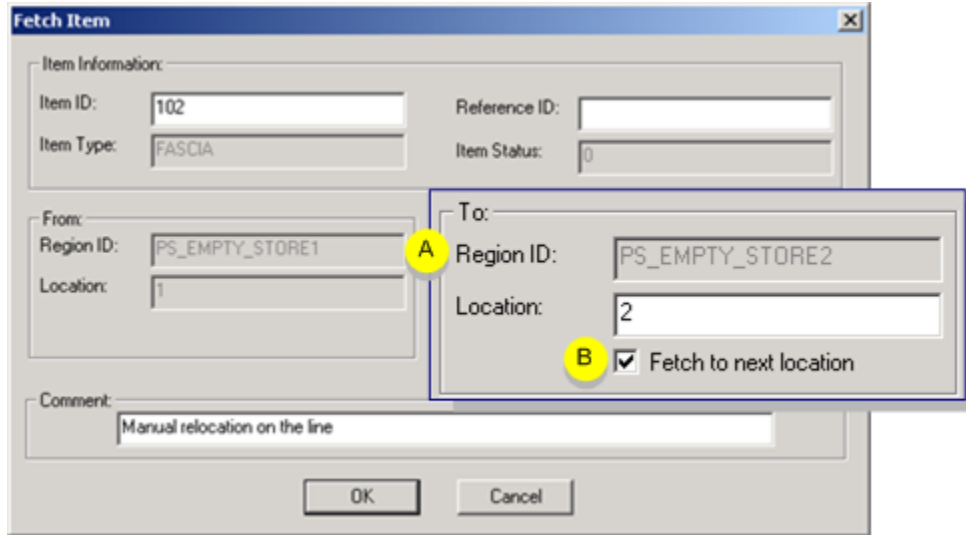 Fetch Item
Item Information:
Item ID: 102 Reference ID:
Item Type: FASCIA Item Status: 0
From:
Region ID: PS_EMPTY_STORE1
Location: 1
To:
A Region ID: PS_EMPTY_STORE2
Location: 2
B Fetch to next location
Comment:
Manual relocation on the line
OK Cancel